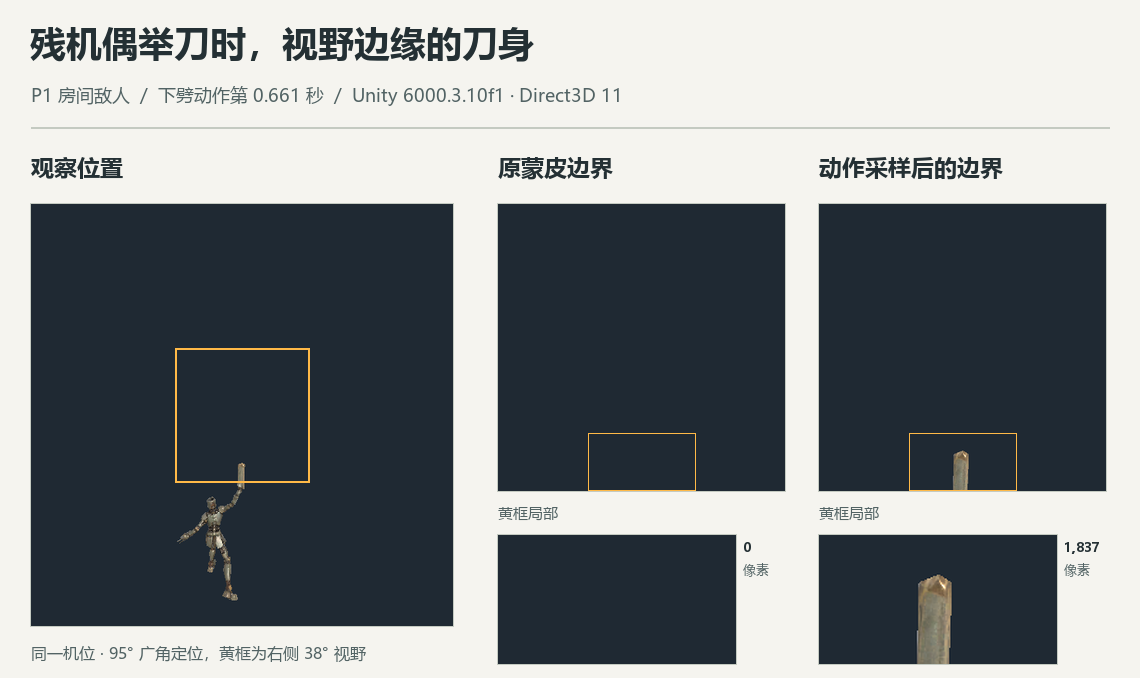 残机偶举刀时，视野边缘的刀身
P1 房间敌人 / 下劈动作第 0.661 秒 / Unity 6000.3.10f1 · Direct3D 11
观察位置
原蒙皮边界
动作采样后的边界
黄框局部
黄框局部
0
像素
1,837
像素
同一机位 · 95° 广角定位，黄框为右侧 38° 视野